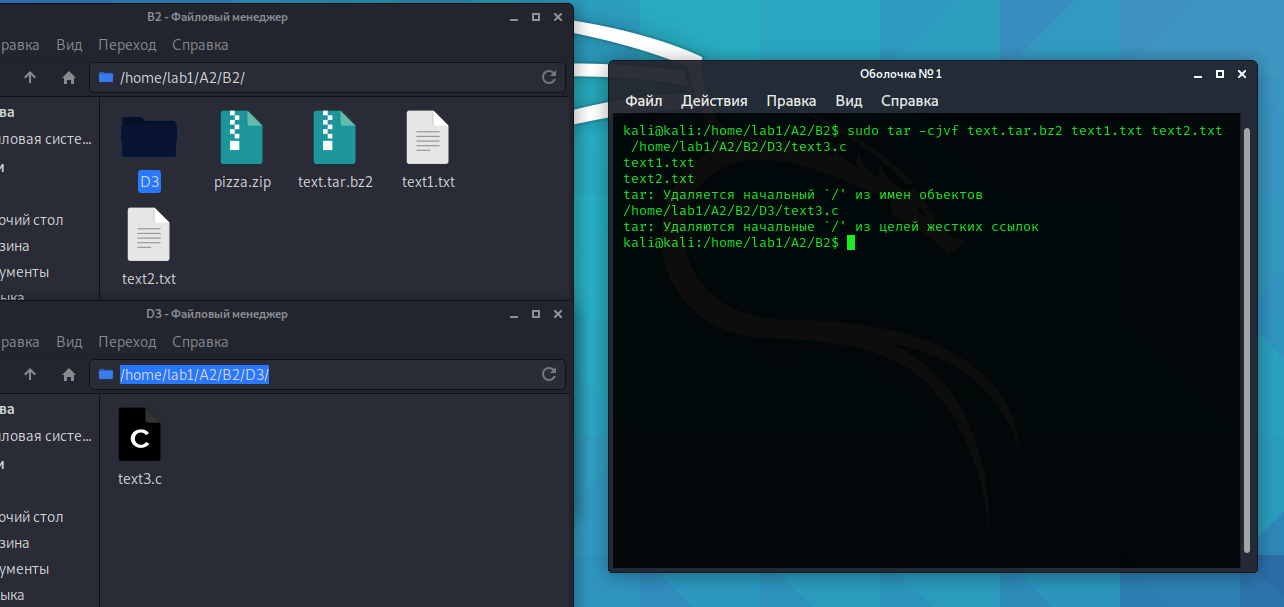 B2 - Файловый менеджер
равка Вид Переход Справка
/home/lab1/A2/B2/
ва
ловая систе...
и
очий стол
зина
ументы
ыка
D3
pizza.zip
text.tar.bz2
text1.txt
text2.txt
D3 - Файловый менеджер
равка Вид Переход Справка
/home/lab1/A2/B2/D3/
ва
ловая систе...
и
очий стол
зина
ументы
ыка
C
text3.c
Оболочка №1
Файл Действия Правка Вид Справка
kali@kali:/home/lab1/A2/B2$ sudo tar -cjvf text.tar.bz2 text1.txt text2.txt
/home/lab1/A2/B2/D3/text3.c
text1.txt
text2.txt
tar: Удаляется начальный `/' из имен объектов
/home/lab1/A2/B2/D3/text3.c
tar: Удаляются начальные `/' из целей жестких ссылок
kali@kali:/home/lab1/A2/B2$